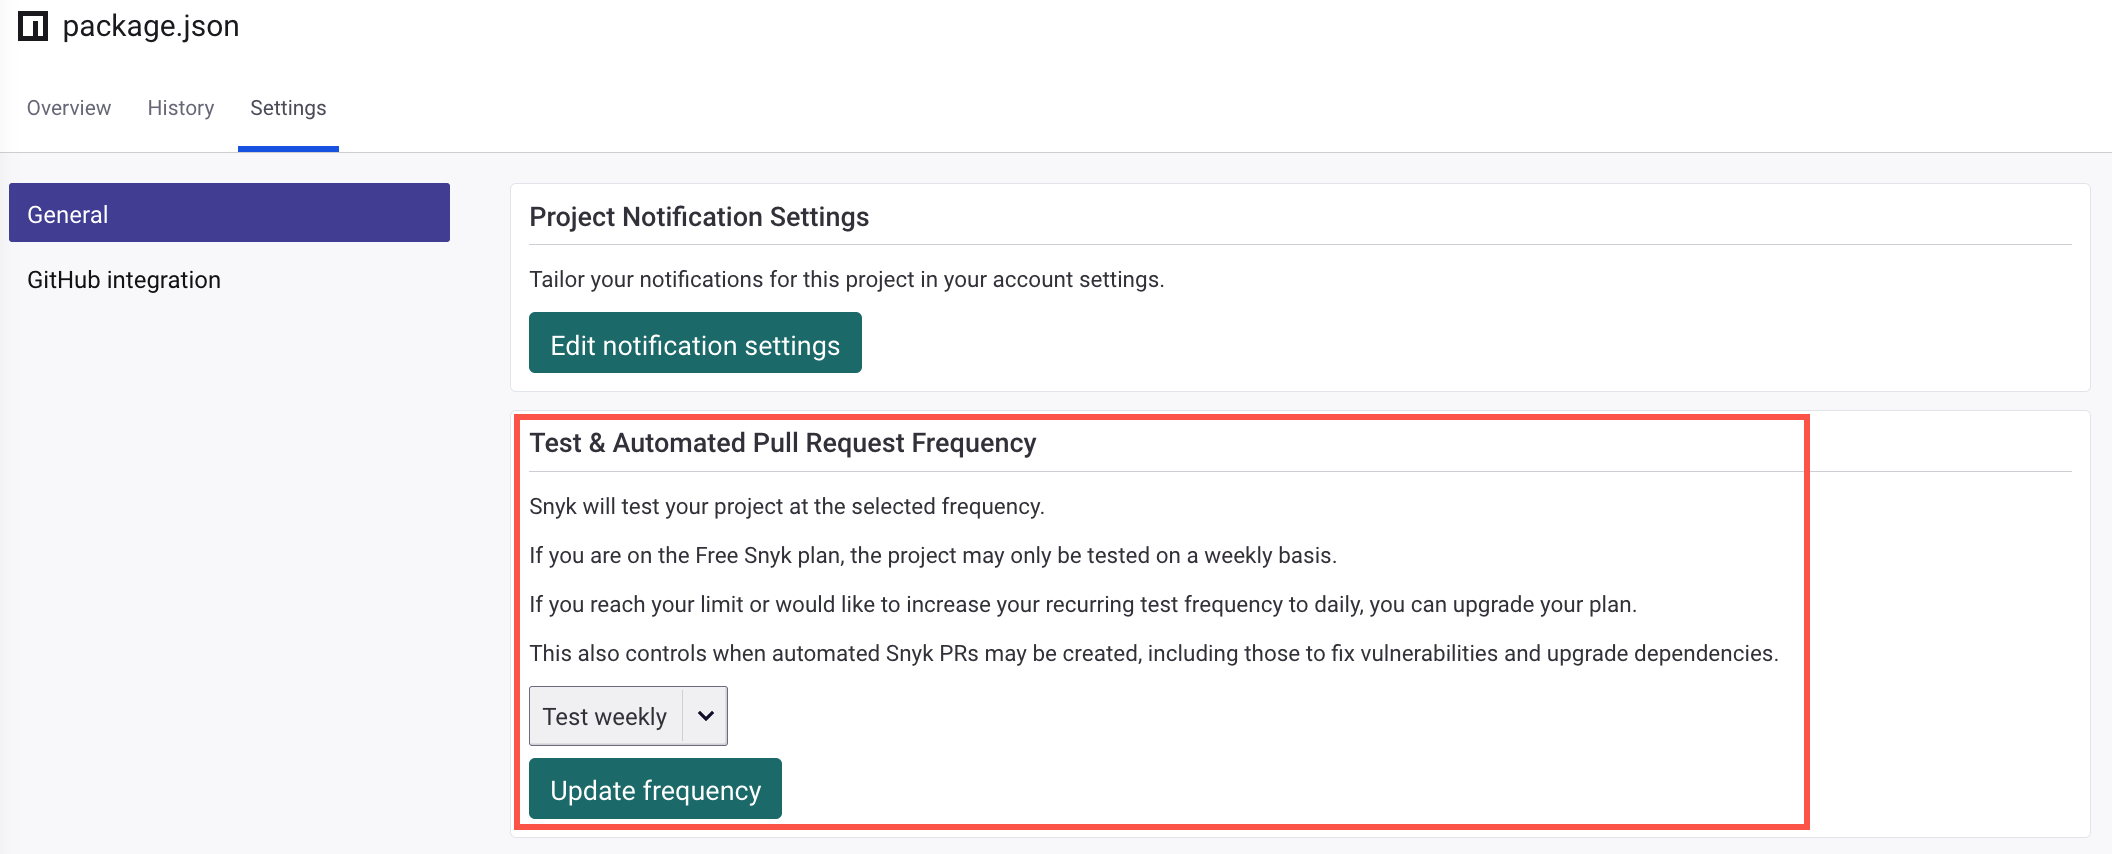 package.json
Overview History Settings
General
GitHub integration
Project Notification Settings
Tailor your notifications for this project in your account settings.
Edit notification settings
Test & Automated Pull Request Frequency
Snyk will test your project at the selected frequency.
If you are on the Free Snyk plan, the project may only be tested on a weekly basis.
If you reach your limit or would like to increase your recurring test frequency to daily, you can upgrade your plan.
This also controls when automated Snyk PRs may be created, including those to fix vulnerabilities and upgrade dependencies.
Test weekly
Update frequency